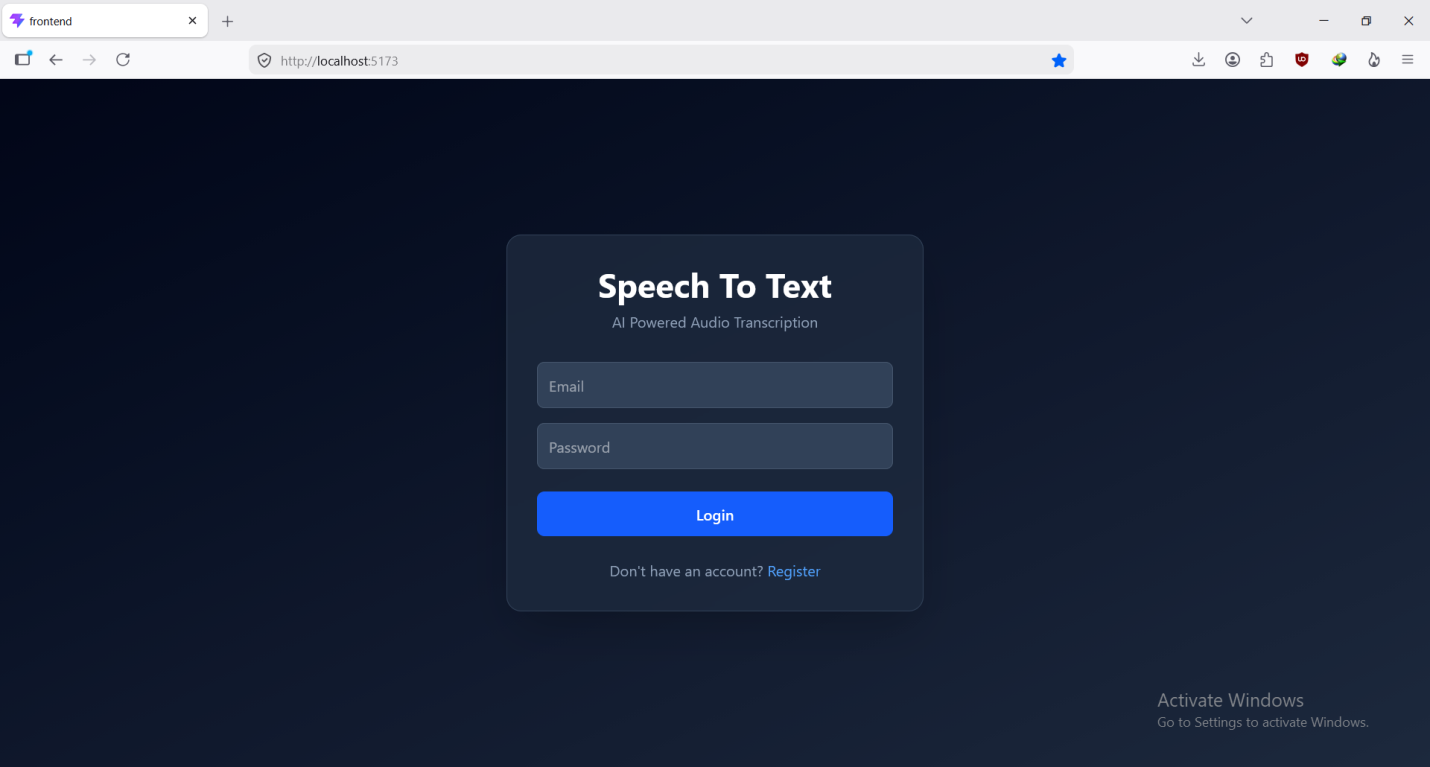 frontend
http://localhost:5173
Speech To Text
AI Powered Audio Transcription
Email
Password
Login
Don't have an account? Register
Activate Windows
Go to Settings to activate Windows.